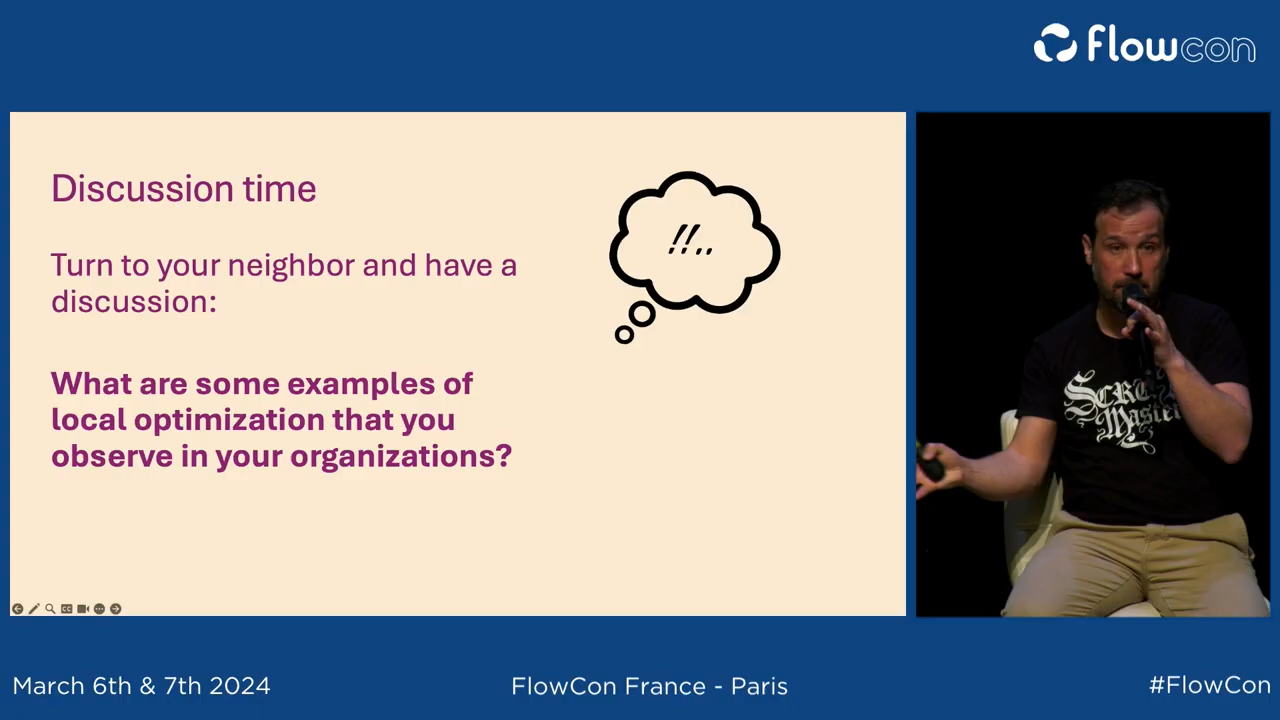 flowcon
Discussion time
Turn to your neighbor and have a
discussion:
What are some examples of
local optimization that you
observe in your organizations?
!!..
Master
March 6th & 7th 2024
FlowCon France - Paris
#FlowCon